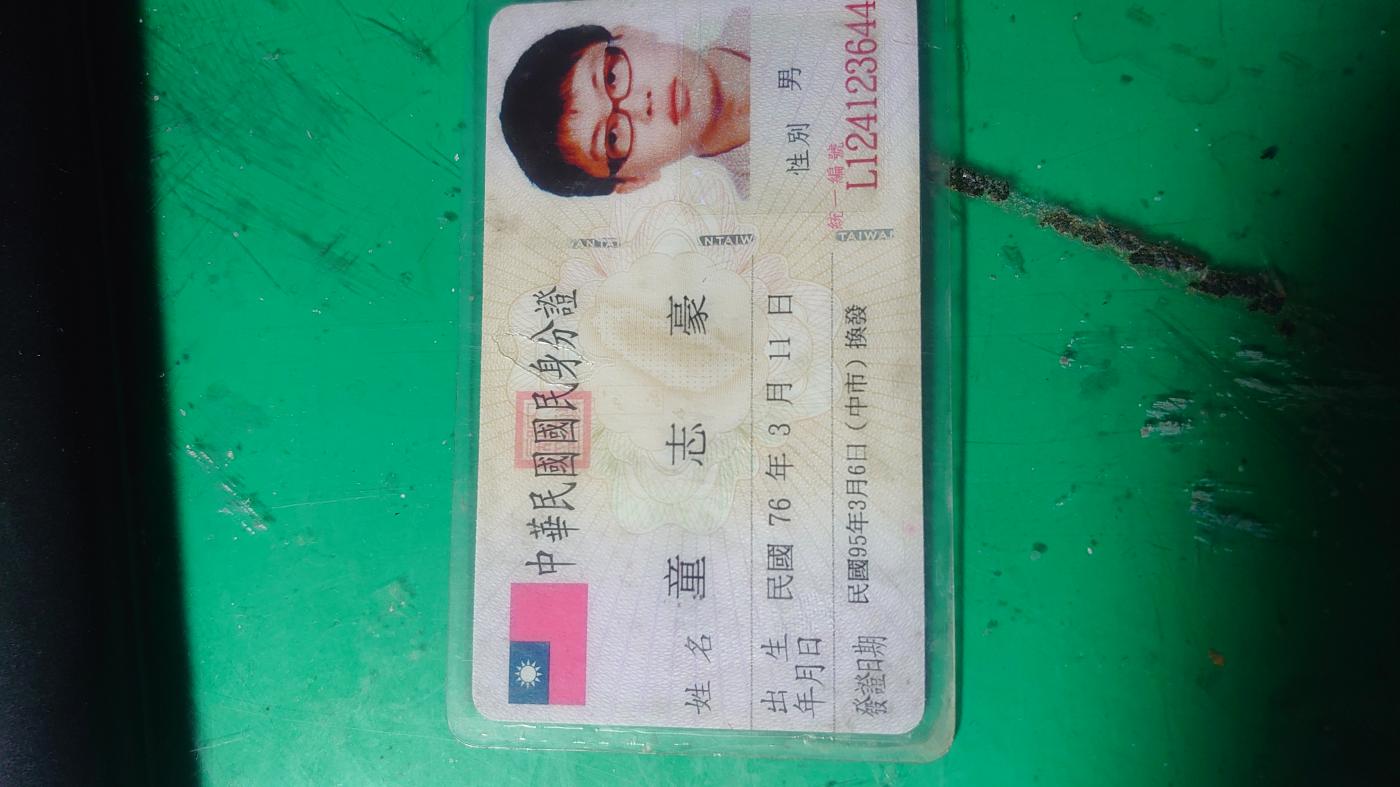 中華民國國民身分證
姓名 童志豪
出生年月日 民國 76 年 3 月 11 日
性別 男
發證日期 民國95年3月6日(中市)換發
統一編號
L124123644
TAIWAN